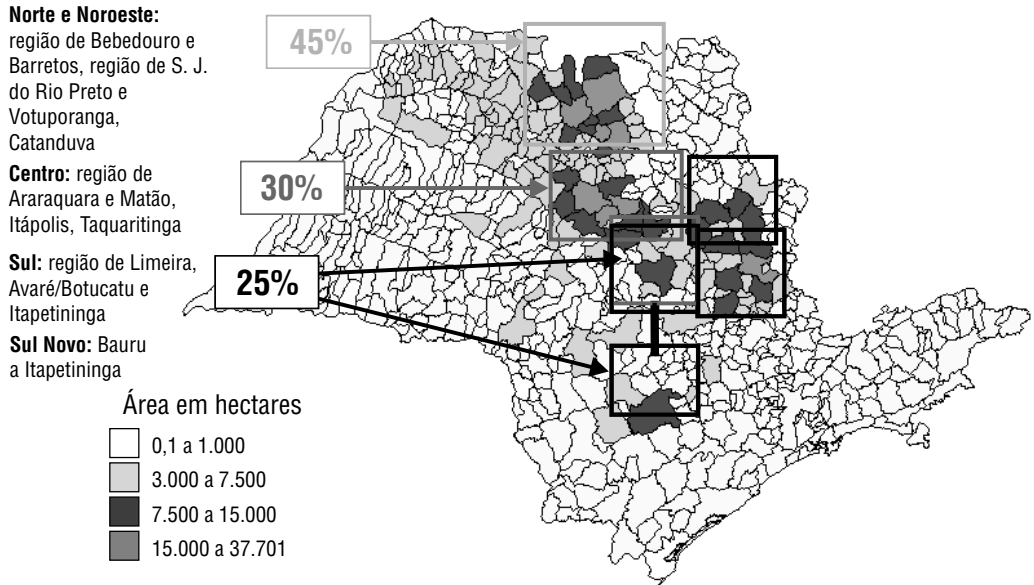 Norte e Noroeste:
região de Bebedouro e
Barretos, região de S. J.
do Rio Preto e
Votuporanga,
Catanduva
Centro: região de
Araraquara e Matão,
Itápolis, Taquaritinga
Sul: região de Limeira,
Avaré/Botucatu e
Itapetininga
Sul Novo: Bauru
a Itapetininga
45%
30%
25%
Área em hectares
0,1 a 1.000
3.000 a 7.500
7.500 a 15.000
15.000 a 37.701